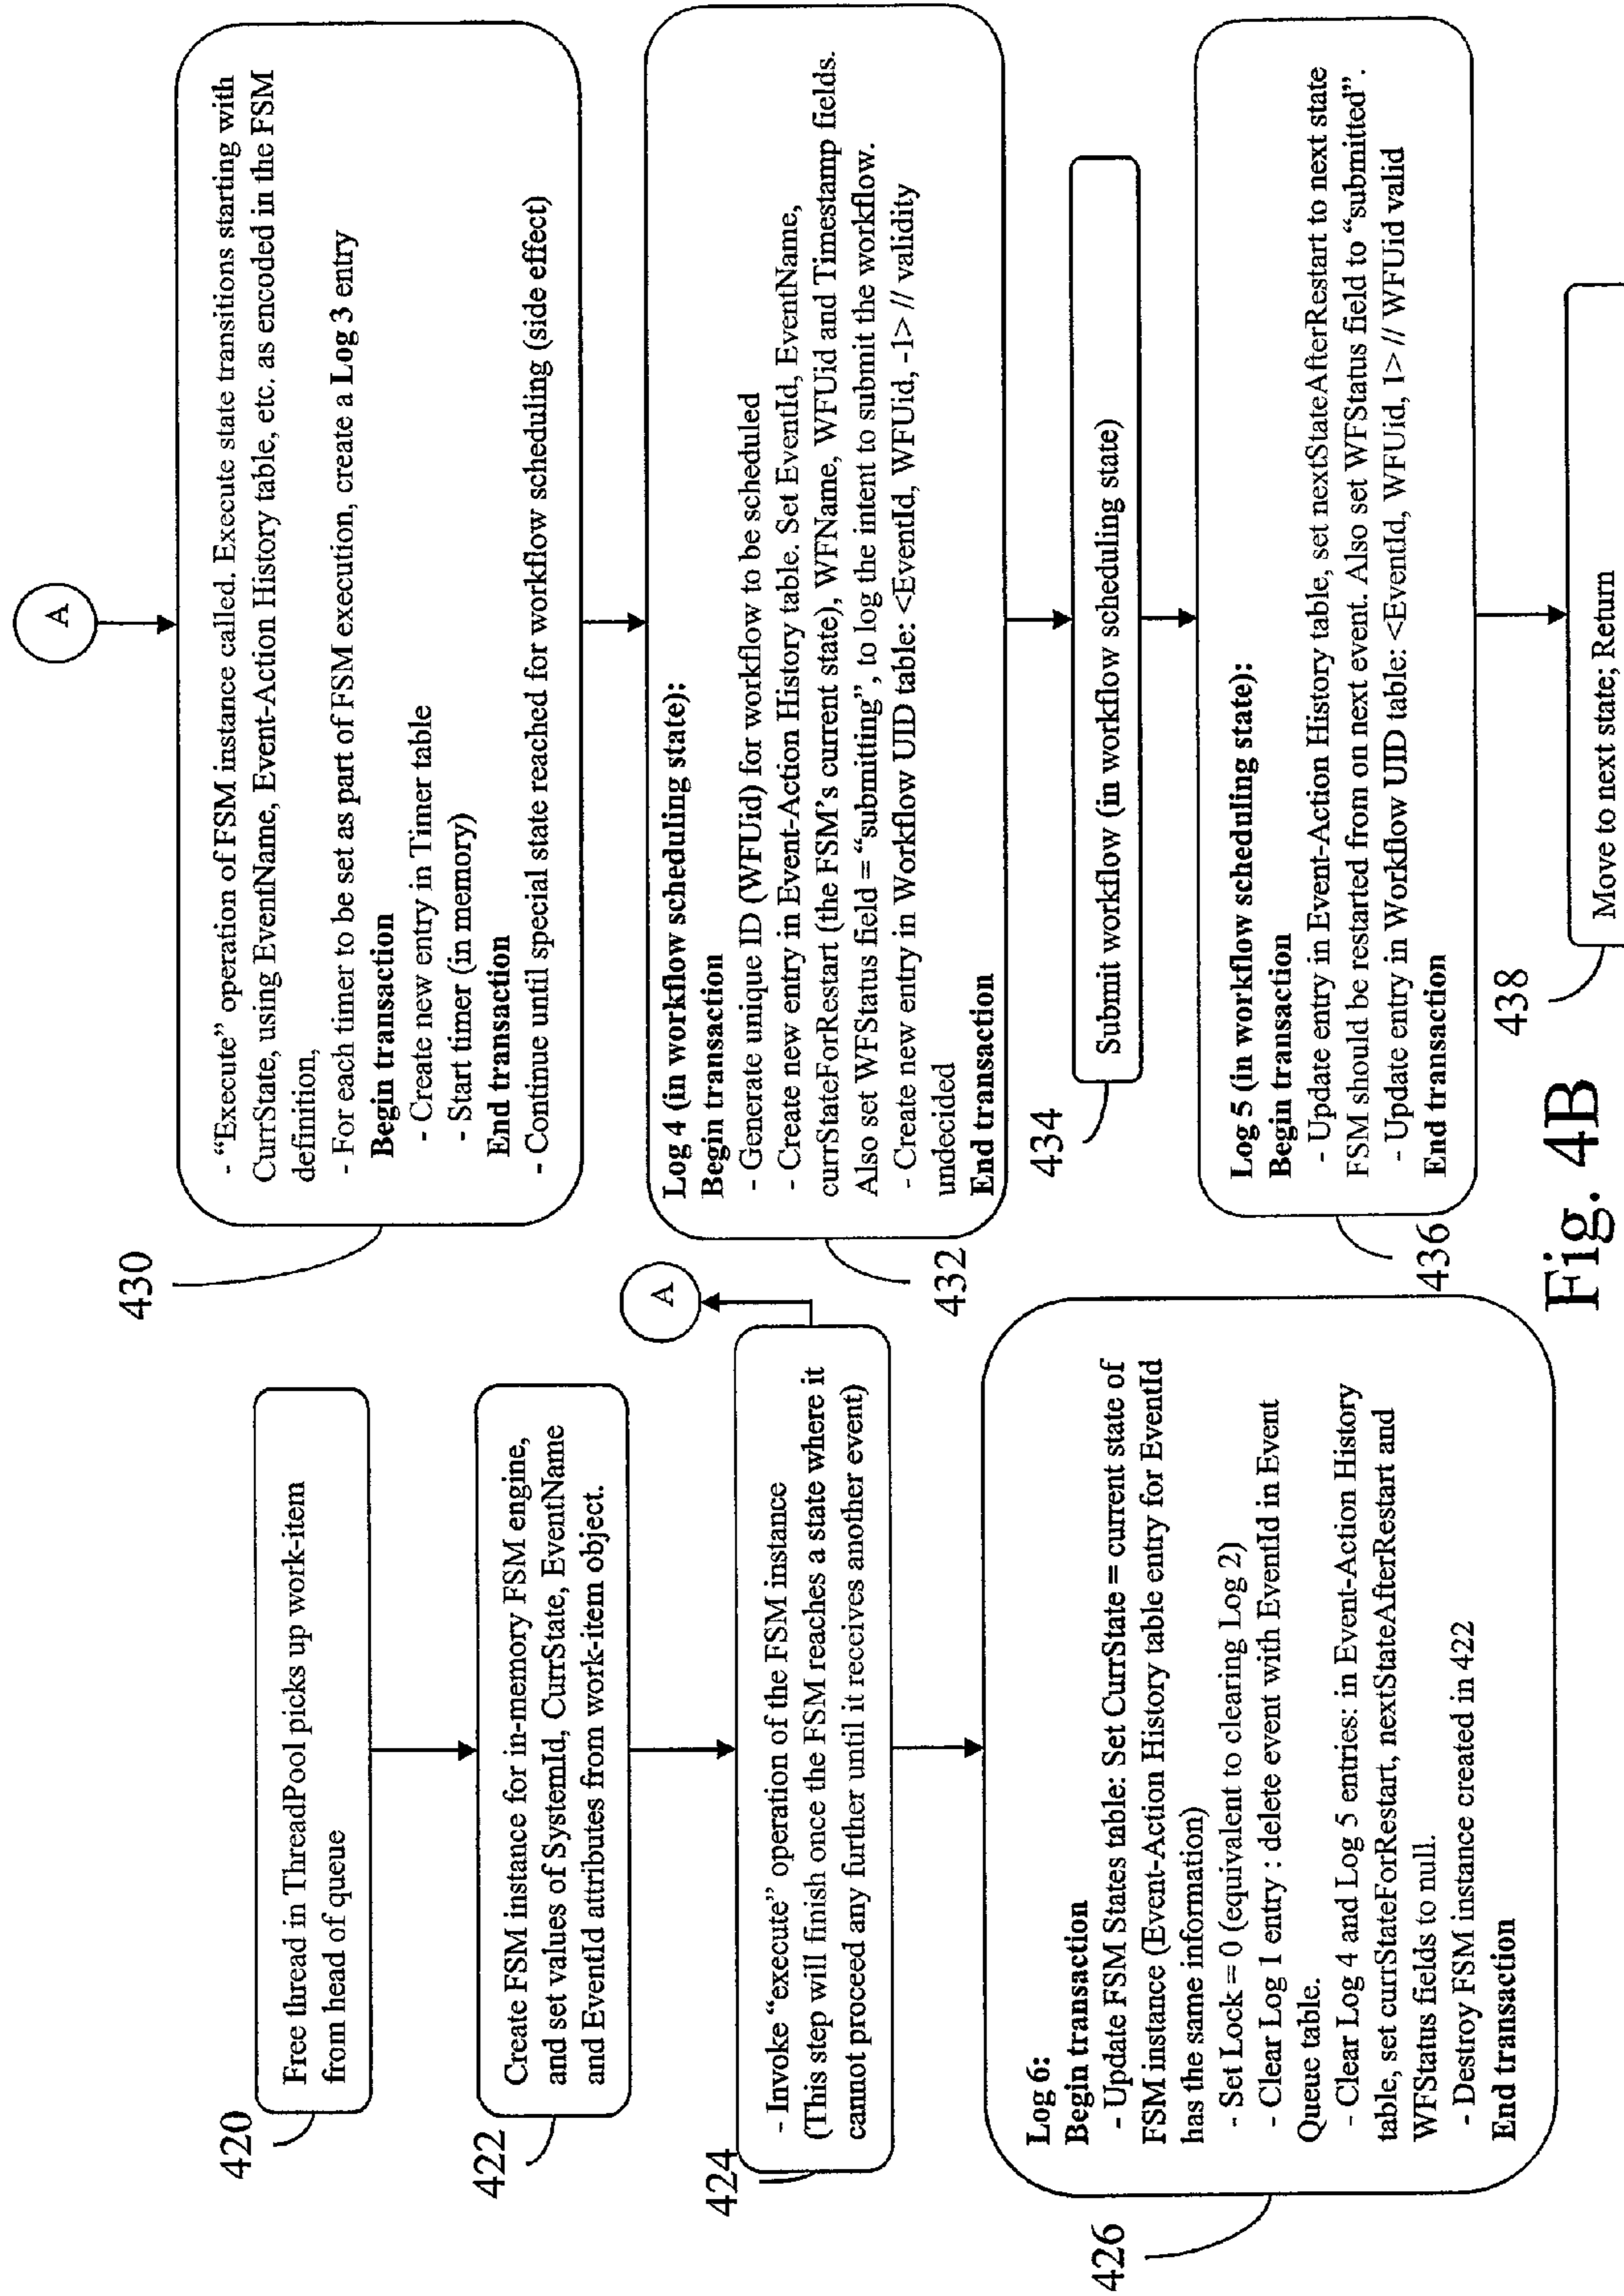 420
Free thread in ThreadPool picks up work-item
from head of queue
422
Create FSM instance for in-memory FSM engine,
and set values of SystemId, CurrState, EventName
and EventId attributes from work-item object.
424
- Invoke “execute” operation of the FSM instance
(This step will finish once the FSM reaches a state where it
cannot proceed any further until it receives another event)
A
426
Log 6:
Begin transaction
- Update FSM States table: Set CurrState = current state of
FSM instance (Event-Action History table entry for EventId
has the same information)
- Set Lock = 0 (equivalent to clearing Log 2)
- Clear Log 1 entry : delete event with EventId in Event
Queue table.
- Clear Log 4 and Log 5 entries: in Event-Action History
table, set currStateForRestart, nextStateAfterRestart and
WFStatus fields to null.
- Destroy FSM instance created in 422
End transaction
A
430
- “Execute” operation of FSM instance called. Execute state transitions starting with
CurrState, using EventName, Event-Action History table, etc. as encoded in the FSM
definition,
- For each timer to be set as part of FSM execution, create a Log 3 entry
Begin transaction
- Create new entry in Timer table
- Start timer (in memory)
End transaction
- Continue until special state reached for workflow scheduling (side effect)
432
Log 4 (in workflow scheduling state):
Begin transaction
- Generate unique ID (WFUid) for workflow to be scheduled
- Create new entry in Event-Action History table. Set EventId, EventName,
currStateForRestart (the FSM’s current state), WFName, WFUid and Timestamp fields.
Also set WFStatus field = “submitting”, to log the intent to submit the workflow.
- Create new entry in Workflow UID table: <EventId, WFUid, -1> // validity
undecided
End transaction
434
Submit workflow (in workflow scheduling state)
436
Log 5 (in workflow scheduling state):
Begin transaction
- Update entry in Event-Action History table, set nextStateAfterRestart to next state
FSM should be restarted from on next event. Also set WFStatus field to “submitted”.
- Update entry in Workflow UID table: <EventId, WFUid, 1> // WFUid valid
End transaction
438
Move to next state; Return
Fig. 4B